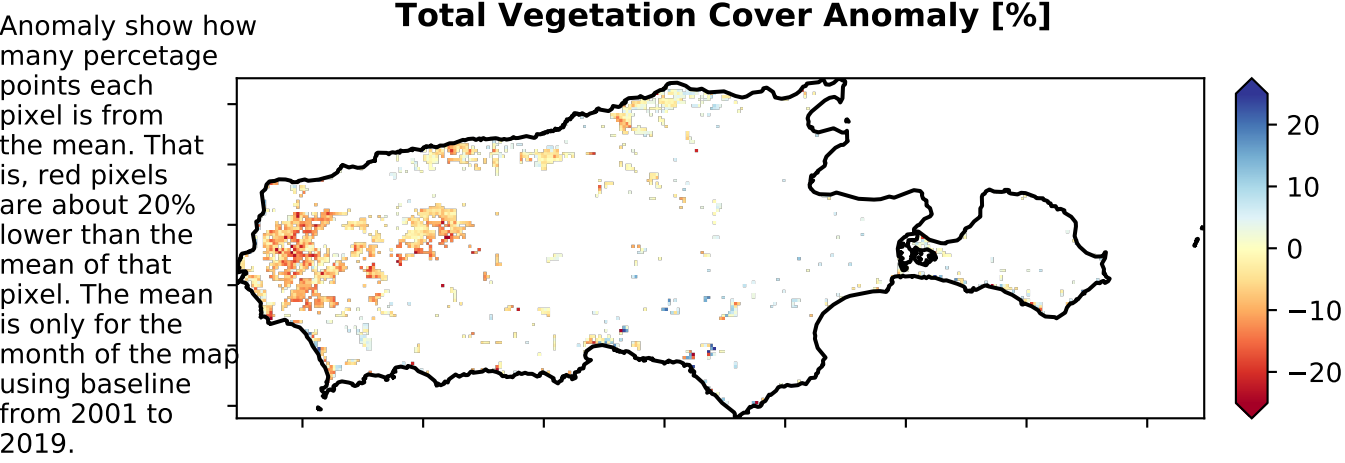 Total Vegetation Cover Anomaly [%]
Anomaly show how
many percetage
points each
pixel is from
the mean. That
is, red pixels
are about 20%
lower than the
mean of that
pixel. The mean
is only for the
month of the map
using baseline
from 2001 to
2019.
20
10
0
−10
−20